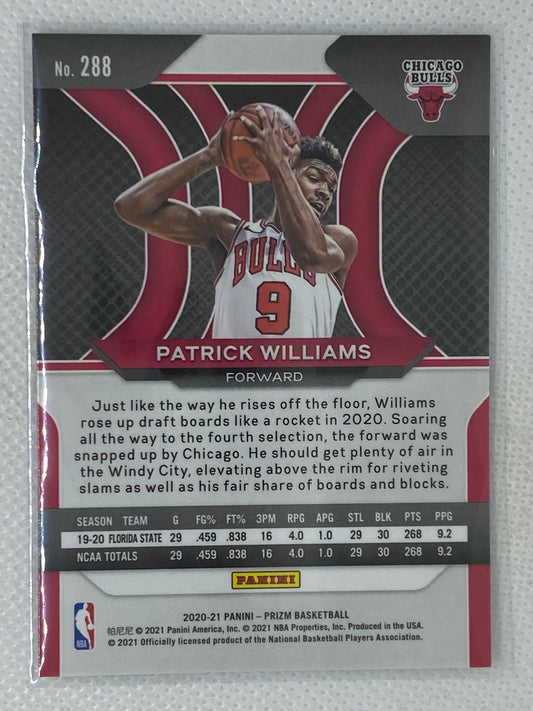 No. 288
CHICAGO
BULLS
BULLS
9
PATRICK WILLIAMS
FORWARD
Just like the way he rises off the floor, Williams
rose up draft boards like a rocket in 2020. Soaring
all the way to the fourth selection, the forward was
snapped up by Chicago. He should get plenty of air in
the Windy City, elevating above the rim for riveting
slams as well as his fair share of boards and blocks.
SEASON TEAM G FG% FT% 3PM RPG APG STL BLK PTS PPG
19-20 FLORIDA STATE 29 .459 .838 16 4.0 1.0 29 30 268 9.2
NCAA TOTALS 29 .459 .838 16 4.0 1.0 29 30 268 9.2
PANINI
2020-21 PANINI – PRIZM BASKETBALL
帕尼尼 © 2021 Panini America, Inc. © 2021 NBA Properties, Inc. Produced in the USA.
© 2021 Officially licensed product of the National Basketball Players Association.
NBA